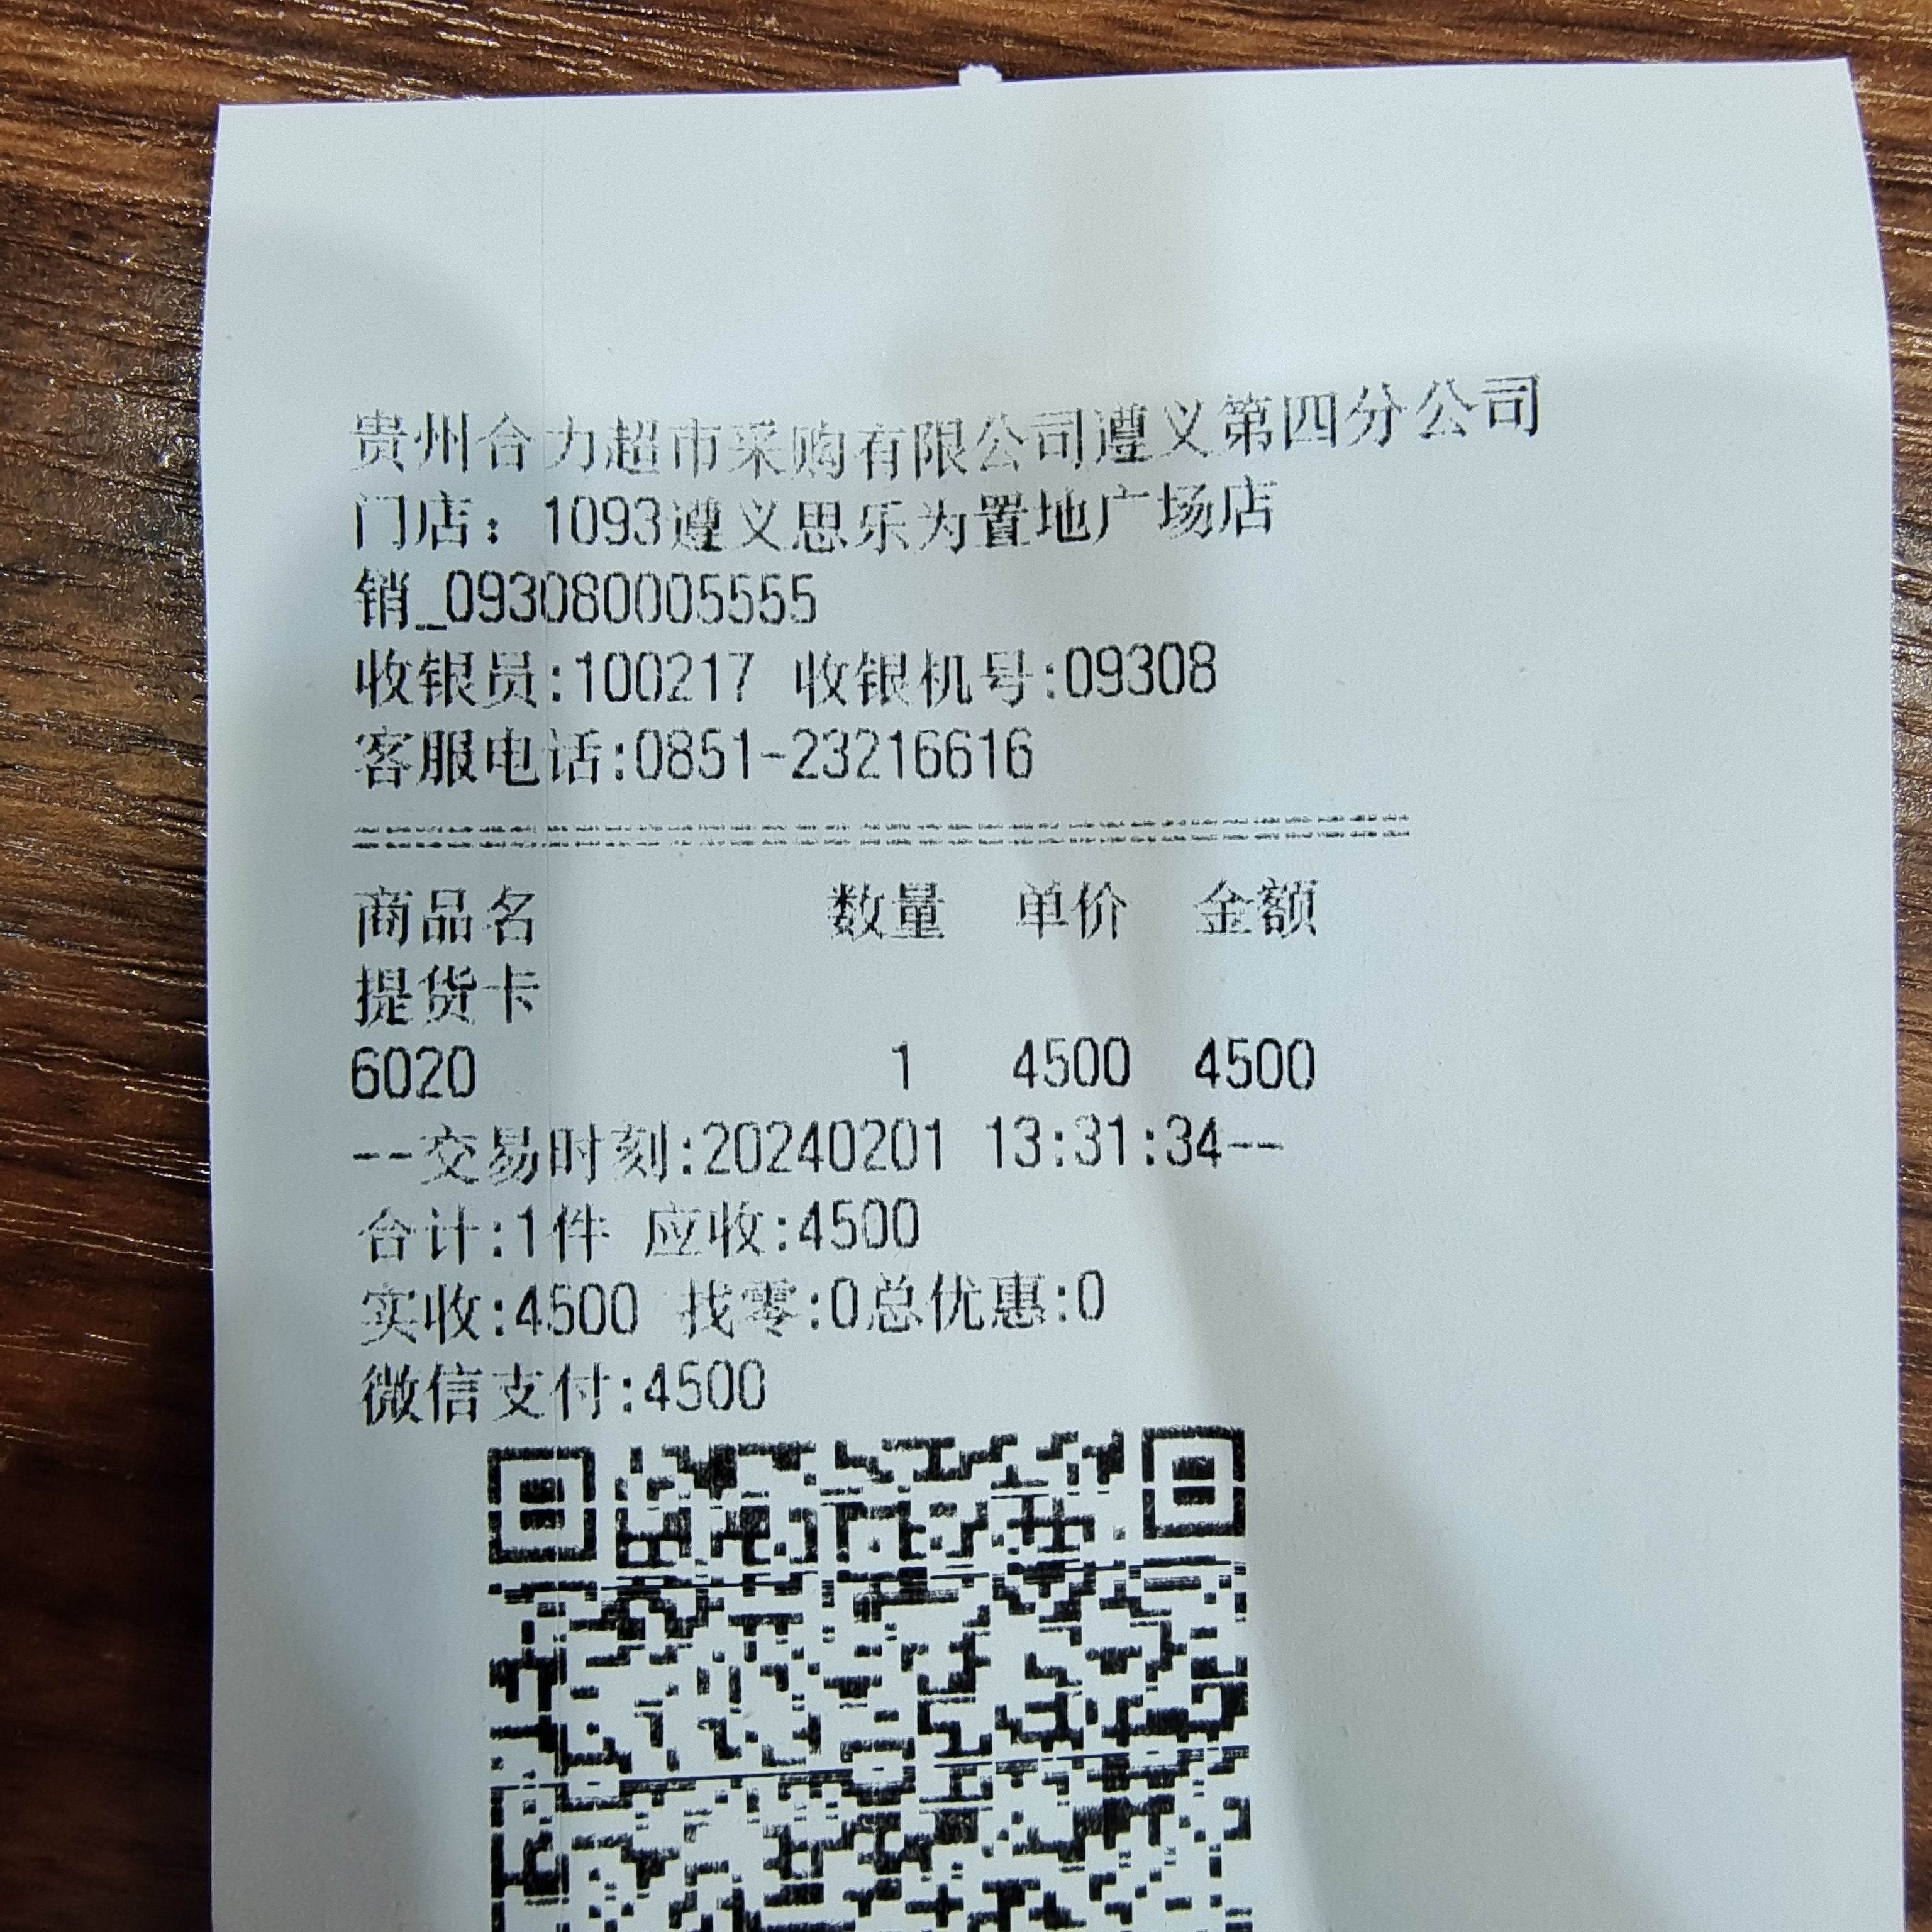 贵州合力超市采购有限公司遵义第四分公司
门店：1093遵义思乐为置地广场店
销_093080005555
收银员:100217 收银机号:09308
客服电话:0851-23216616
==================================
商品名 数量 单价 金额
提货卡
6020 1 4500 4500
--交易时刻:20240201 13:31:34--
合计:1件 应收:4500
实收:4500 找零:0总优惠:0
微信支付:4500